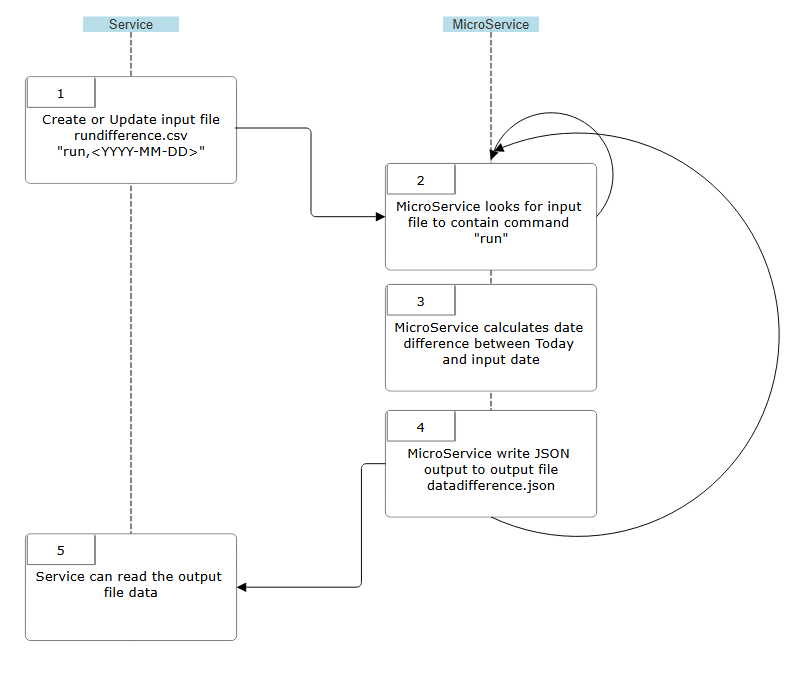 Service
MicroService
1
Create or Update input file
rundifference.csv
"run,<YYYY-MM-DD>"
2
MicroService looks for input
file to contain command
"run"
3
MicroService calculates date
difference between Today
and input date
4
MicroService write JSON
output to output file
datadifference.json
5
Service can read the output
file data